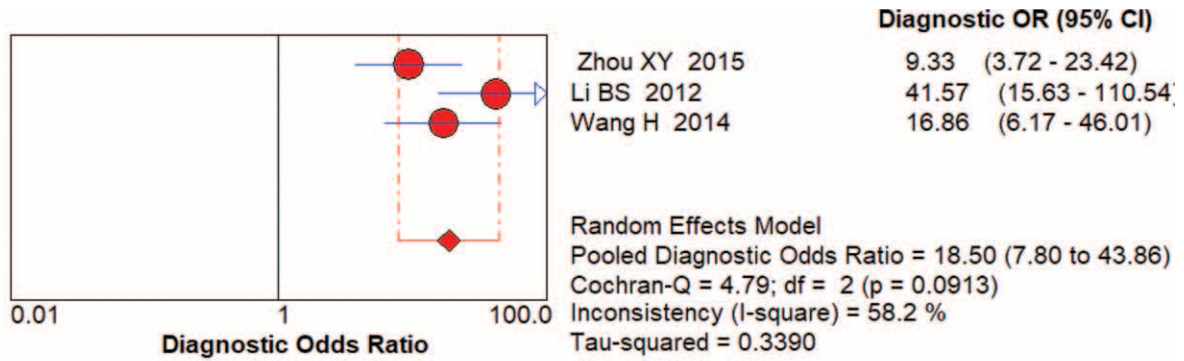 Diagnostic OR (95% CI)
Zhou XY 2015 9.33 (3.72 - 23.42)
Li BS 2012 41.57 (15.63 - 110.54)
Wang H 2014 16.86 (6.17 - 46.01)
Random Effects Model
Pooled Diagnostic Odds Ratio = 18.50 (7.80 to 43.86)
Cochran-Q = 4.79; df = 2 (p = 0.0913)
Inconsistency (I-square) = 58.2 %
Tau-squared = 0.3390
0.01 1 100.0
Diagnostic Odds Ratio